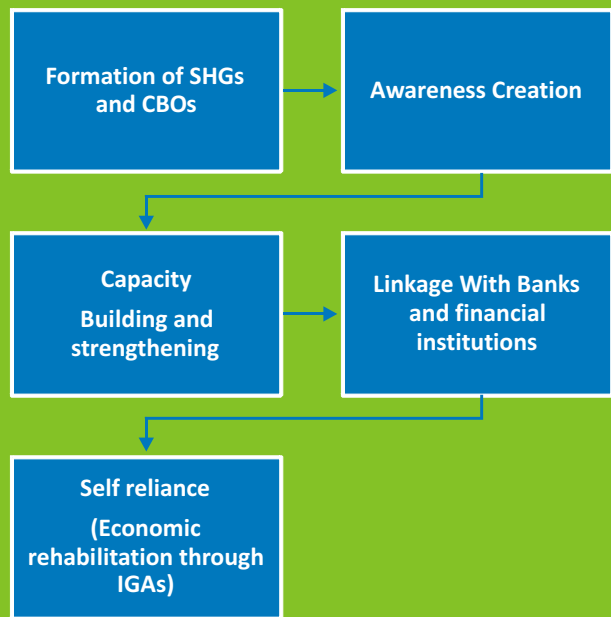 Formation of SHGs
and CBOs
Awareness Creation
Capacity
Building and
strengthening
Linkage With Banks
and financial
institutions
Self reliance
(Economic
rehabilitation through
IGAs)